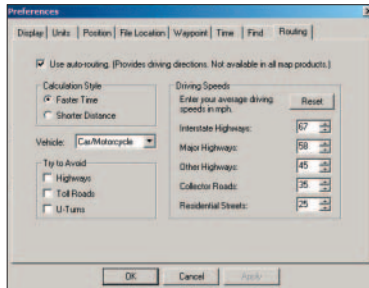 Preferences
Display Units Position File Location Waypoint Time Find Routing
Use auto-routing. (Provides driving directions. Not available in all map products.)
Calculation Style
Faster Time
Shorter Distance
Vehicle: Car/Motorcycle
Try to Avoid
Highways
Toll Roads
U-Turns
Driving Speeds
Enter your average driving speeds in mph.
Reset
Interstate Highways: 67
Major Highways: 58
Other Highways: 45
Collector Roads: 35
Residential Streets: 25
OK Cancel Apply